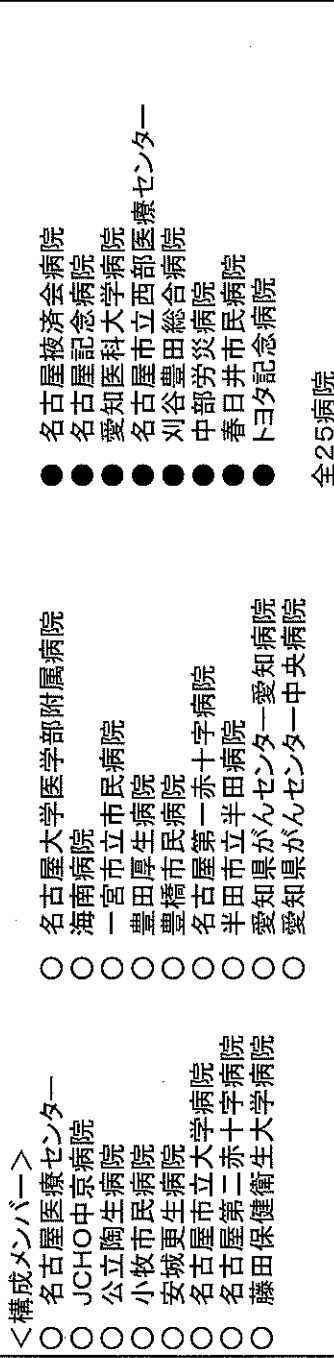 <構成メンバー>
○ 名古屋医療センター
○ JCHO中京病院
○ 公立陶生病院
○ 小牧市民病院
○ 安城更生病院
○ 名古屋市立大学病院
○ 名古屋第二赤十字病院
○ 藤田保健衛生大学病院
○ 名古屋大学医学部附属病院
○ 海南病院
○ 一宮市立市民病院
○ 豊田厚生病院
○ 豊橋市民病院
○ 名古屋第一赤十字病院
○ 半田市立半田病院
○ 愛知県がんセンター愛知病院
○ 愛知県がんセンター中央病院
● 名古屋掖済会病院
● 名古屋記念病院
● 愛知医科大学病院
● 名古屋市立西部医療センター
● 刈谷豊田総合病院
● 中部労災病院
● 春日井市民病院
● トヨタ記念病院
全25病院